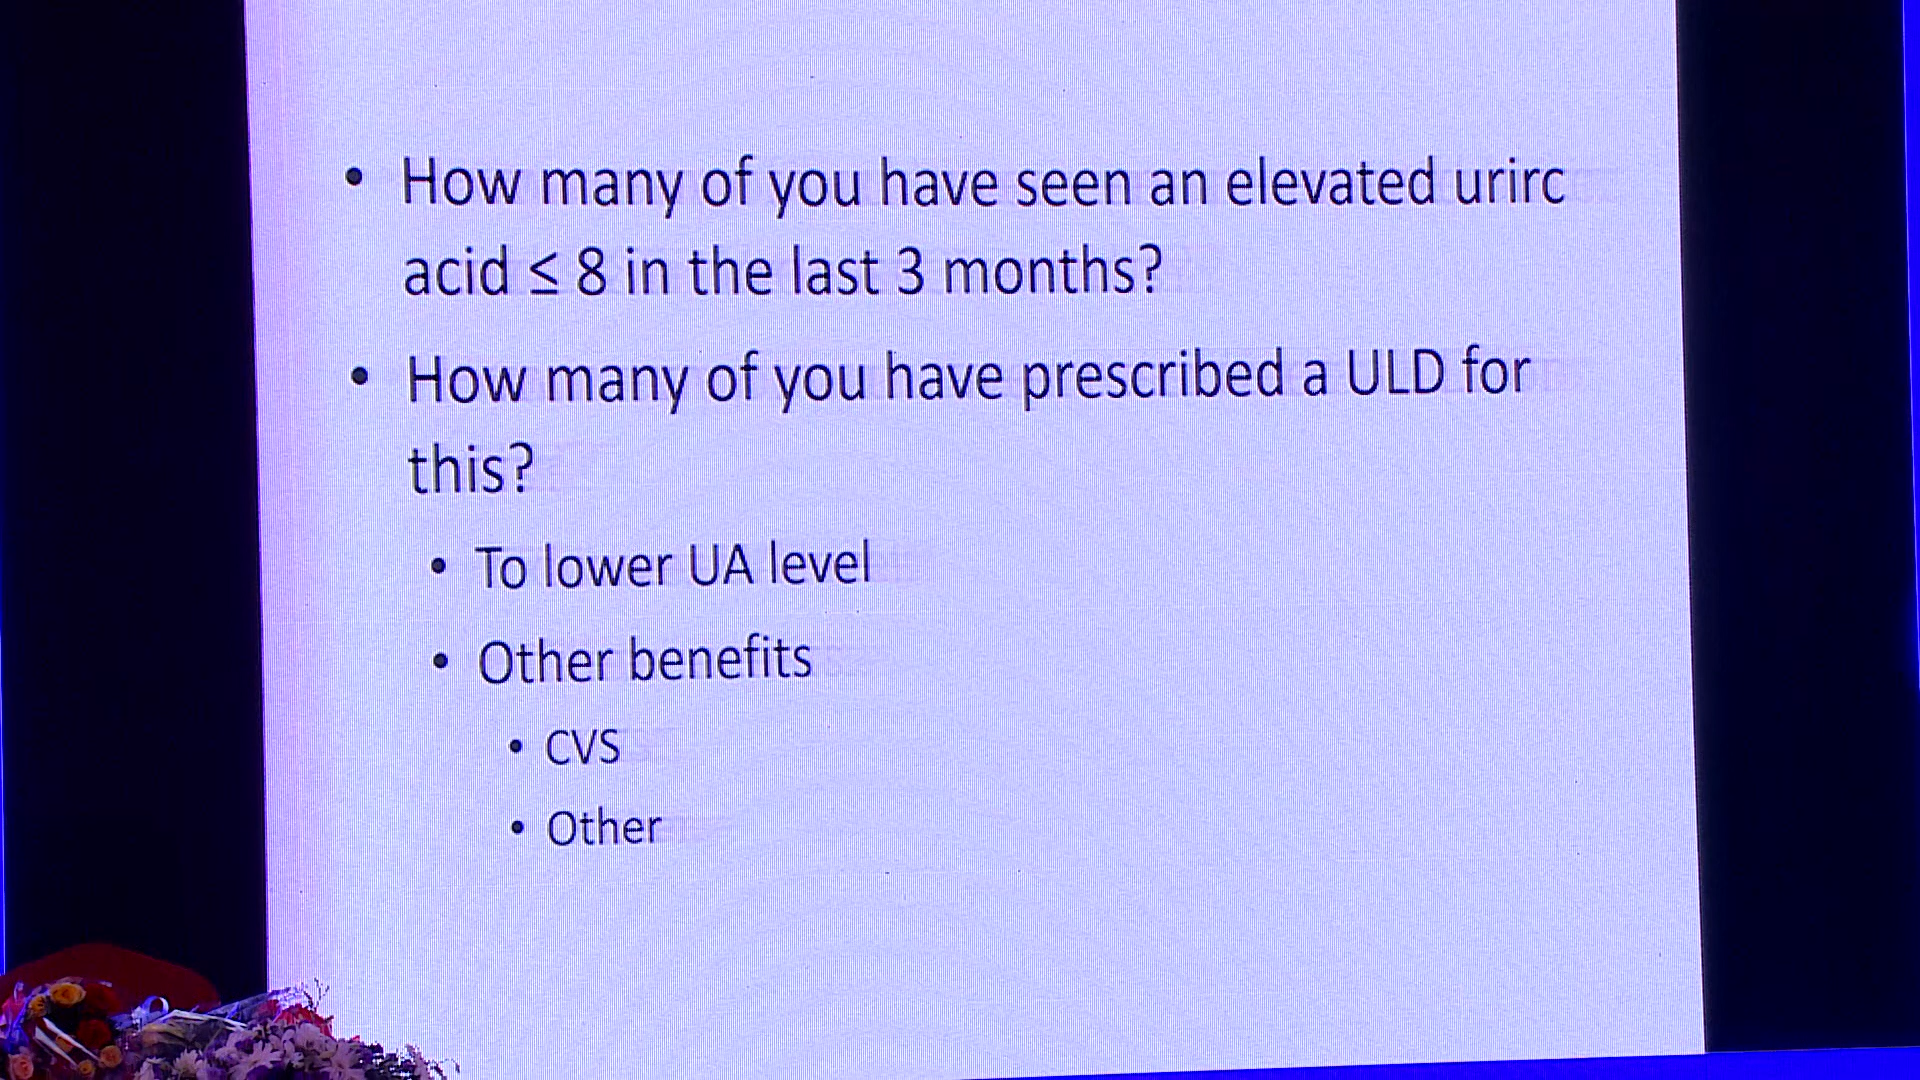 • How many of you have seen an elevated urirc
acid ≤ 8 in the last 3 months?
• How many of you have prescribed a ULD for
this?
• To lower UA level
• Other benefits
• CVS
• Other